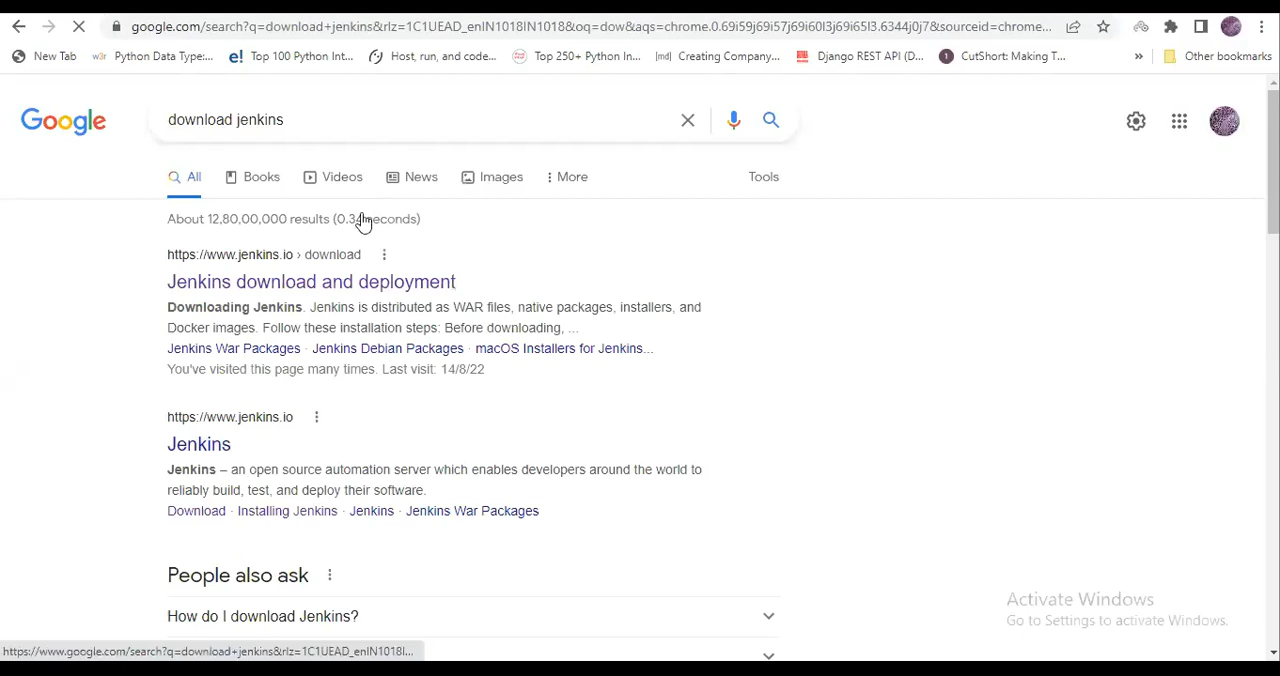 google.com/search?q=download+jenkins&rlz=1C1UEAD_enIN1018IN1018&oq=dow&aqs=chrome.0.69i59j69i57j69i60l3j69i65l3.6344j0j7&sourceid=chrome...
New Tab
Python Data Type:...
Top 100 Python Int...
Host, run, and code...
Top 250+ Python In...
Creating Company...
Django REST API (D...
CutShort: Making T...
»
Other bookmarks
Google
download jenkins
All
Books
Videos
News
Images
More
Tools
About 12,80,00,000 results (0.34 seconds)
https://www.jenkins.io › download
Jenkins download and deployment
Downloading Jenkins. Jenkins is distributed as WAR files, native packages, installers, and
Docker images. Follow these installation steps: Before downloading, ...
Jenkins War Packages · Jenkins Debian Packages · macOS Installers for Jenkins...
You've visited this page many times. Last visit: 14/8/22
https://www.jenkins.io
Jenkins
Jenkins – an open source automation server which enables developers around the world to
reliably build, test, and deploy their software.
Download · Installing Jenkins · Jenkins · Jenkins War Packages
People also ask
How do I download Jenkins?
Activate Windows
Go to Settings to activate Windows.
https://www.google.com/search?q=download+jenkins&rlz=1C1UEAD_enIN1018I...